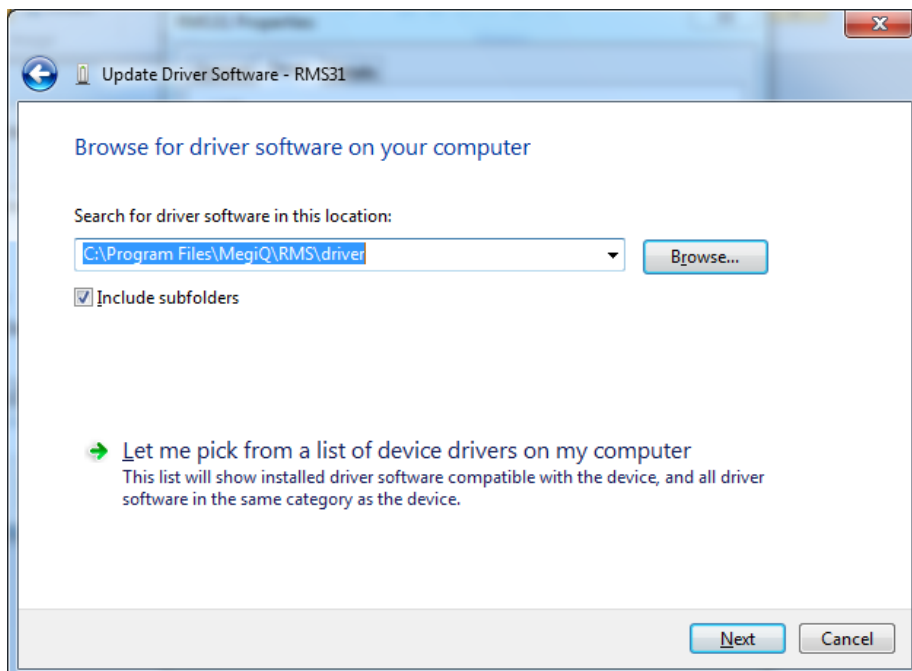 RMS31 Properties
Update Driver Software - RMS31
Browse for driver software on your computer
Search for driver software in this location:
C:\Program Files\MegiQ\RMS\driver
Browse...
Include subfolders
Let me pick from a list of device drivers on my computer
This list will show installed driver software compatible with the device, and all driver
software in the same category as the device.
Next
Cancel